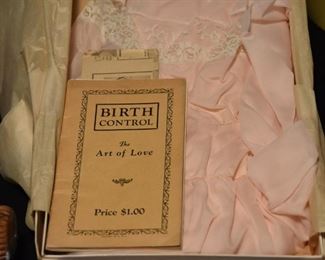 BIRTH
CONTROL
The
Art of Love
Price $1.00